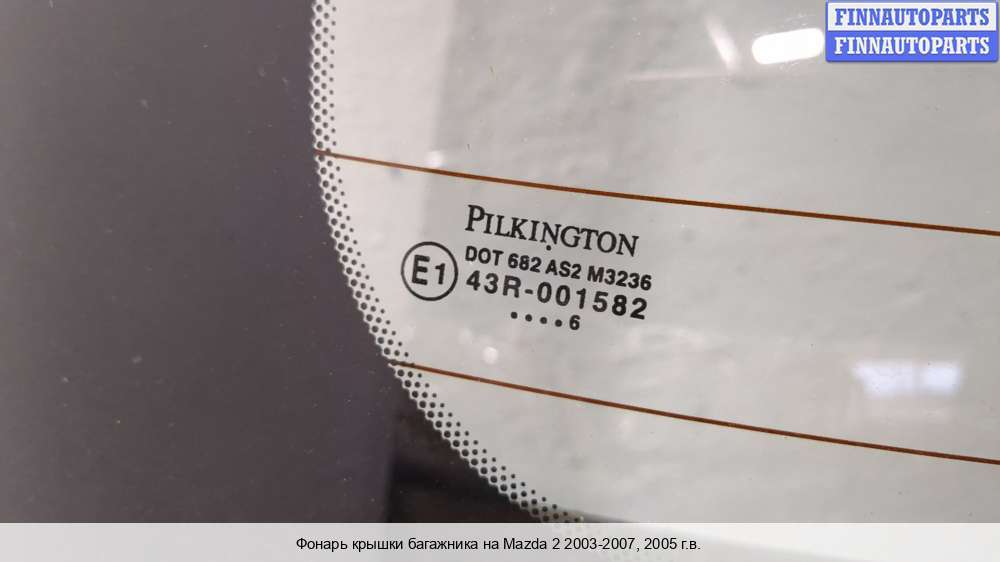 FINNAUTOPARTS
FINNAUTOPARTS
PILKINGTON
DOT 682 AS2 M3236
E1
43R-001582
••••6
Фонарь крышки багажника на Mazda 2 2003-2007, 2005 г.в.